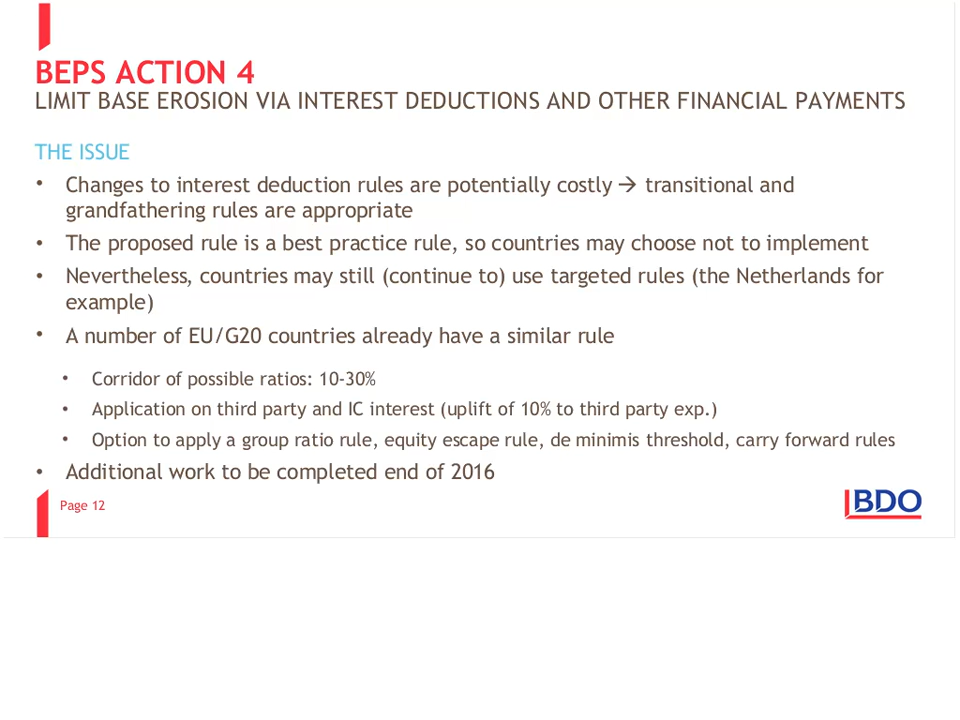 BEPS ACTION 4
LIMIT BASE EROSION VIA INTEREST DEDUCTIONS AND OTHER FINANCIAL PAYMENTS
THE ISSUE
• Changes to interest deduction rules are potentially costly → transitional and
grandfathering rules are appropriate
• The proposed rule is a best practice rule, so countries may choose not to implement
• Nevertheless, countries may still (continue to) use targeted rules (the Netherlands for
example)
• A number of EU/G20 countries already have a similar rule
• Corridor of possible ratios: 10-30%
• Application on third party and IC interest (uplift of 10% to third party exp.)
• Option to apply a group ratio rule, equity escape rule, de minimis threshold, carry forward rules
• Additional work to be completed end of 2016
Page 12
BDO